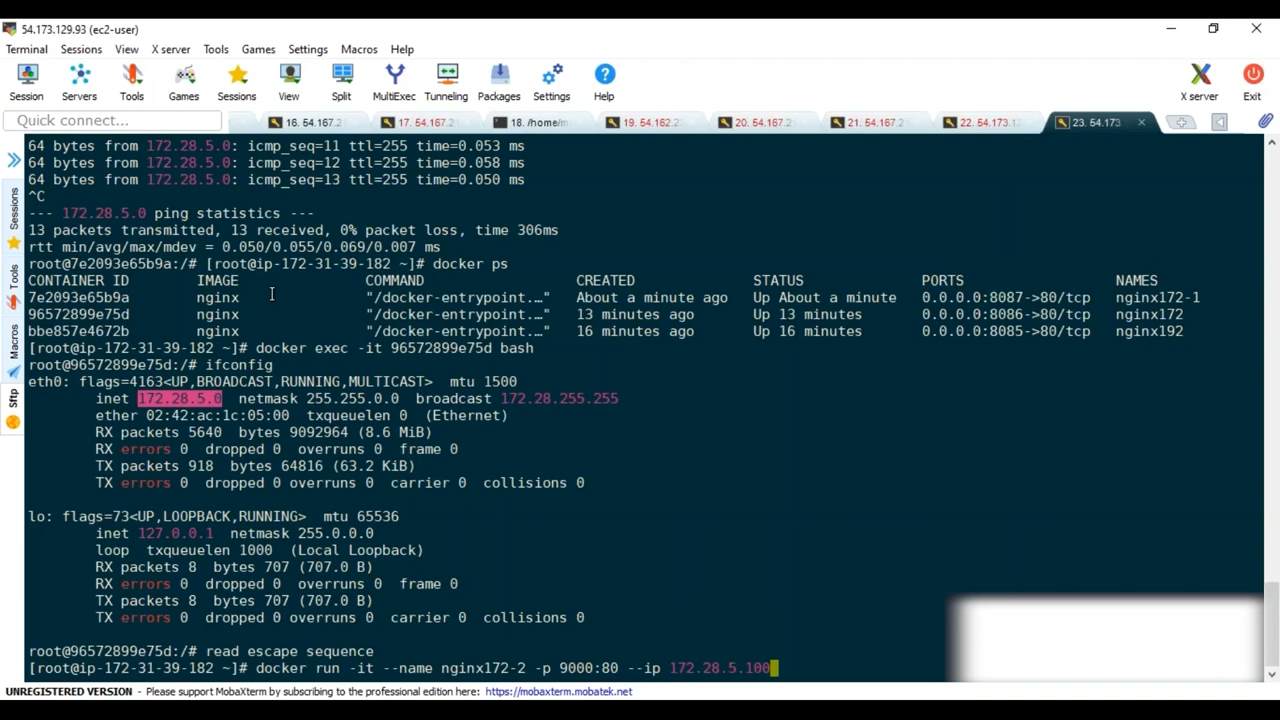 54.173.129.93 (ec2-user)
Terminal Sessions View X server Tools Games Settings Macros Help
Session Servers Tools Games Sessions View Split MultiExec Tunneling Packages Settings Help X server Exit
Quick connect... 16. 54.167.2 17. 54.167.21 18. /home/m 19. 54.162.23 20. 54.167.21 21. 54.167.2 22. 54.173.1 23. 54.173
Sessions
Tools
Macros
Sftp
64 bytes from 172.28.5.0: icmp_seq=11 ttl=255 time=0.053 ms
64 bytes from 172.28.5.0: icmp_seq=12 ttl=255 time=0.058 ms
64 bytes from 172.28.5.0: icmp_seq=13 ttl=255 time=0.050 ms
^C
--- 172.28.5.0 ping statistics ---
13 packets transmitted, 13 received, 0% packet loss, time 306ms
rtt min/avg/max/mdev = 0.050/0.055/0.069/0.007 ms
root@7e2093e65b9a:/# [root@ip-172-31-39-182 ~]# docker ps
CONTAINER ID IMAGE COMMAND CREATED STATUS PORTS NAMES
7e2093e65b9a nginx "/docker-entrypoint.…" About a minute ago Up About a minute 0.0.0.0:8087->80/tcp nginx172-1
96572899e75d nginx "/docker-entrypoint.…" 13 minutes ago Up 13 minutes 0.0.0.0:8086->80/tcp nginx172
bbe857e4672b nginx "/docker-entrypoint.…" 16 minutes ago Up 16 minutes 0.0.0.0:8085->80/tcp nginx192
[root@ip-172-31-39-182 ~]# docker exec -it 96572899e75d bash
root@96572899e75d:/# ifconfig
eth0: flags=4163<UP,BROADCAST,RUNNING,MULTICAST> mtu 1500
inet 172.28.5.0 netmask 255.255.0.0 broadcast 172.28.255.255
ether 02:42:ac:1c:05:00 txqueuelen 0 (Ethernet)
RX packets 5640 bytes 9092964 (8.6 MiB)
RX errors 0 dropped 0 overruns 0 frame 0
TX packets 918 bytes 64816 (63.2 KiB)
TX errors 0 dropped 0 overruns 0 carrier 0 collisions 0
lo: flags=73<UP,LOOPBACK,RUNNING> mtu 65536
inet 127.0.0.1 netmask 255.0.0.0
loop txqueuelen 1000 (Local Loopback)
RX packets 8 bytes 707 (707.0 B)
RX errors 0 dropped 0 overruns 0 frame 0
TX packets 8 bytes 707 (707.0 B)
TX errors 0 dropped 0 overruns 0 carrier 0 collisions 0
root@96572899e75d:/# read escape sequence
[root@ip-172-31-39-182 ~]# docker run -it --name nginx172-2 -p 9000:80 --ip 172.28.5.100
UNREGISTERED VERSION - Please support MobaXterm by subscribing to the professional edition here: https://mobaxterm.mobatek.net